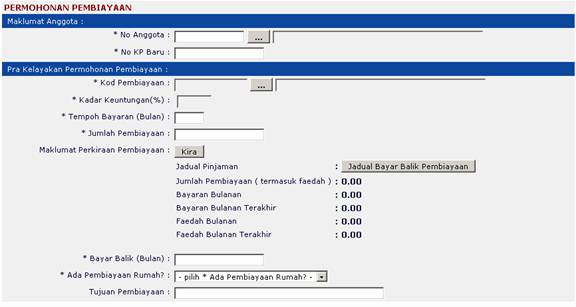 PERMOHONAN PEMBIAYAAN
Maklumat Anggota :
* No Anggota : ...
* No KP Baru :
Pra Kelayakan Permohonan Pembiayaan :
* Kod Pembiayaan : ...
* Kadar Keuntungan(%) :
* Tempoh Bayaran (Bulan) :
* Jumlah Pembiayaan :
Maklumat Perkiraan Pembiayaan : Kira
Jadual Pinjaman : Jadual Bayar Balik Pembiayaan
Jumlah Pembiayaan ( termasuk faedah ) : 0.00
Bayaran Bulanan : 0.00
Bayaran Bulanan Terakhir : 0.00
Faedah Bulanan : 0.00
Faedah Bulanan Terakhir : 0.00
* Bayar Balik (Bulan) :
* Ada Pembiayaan Rumah? : - pilih * Ada Pembiayaan Rumah? -
Tujuan Pembiayaan :